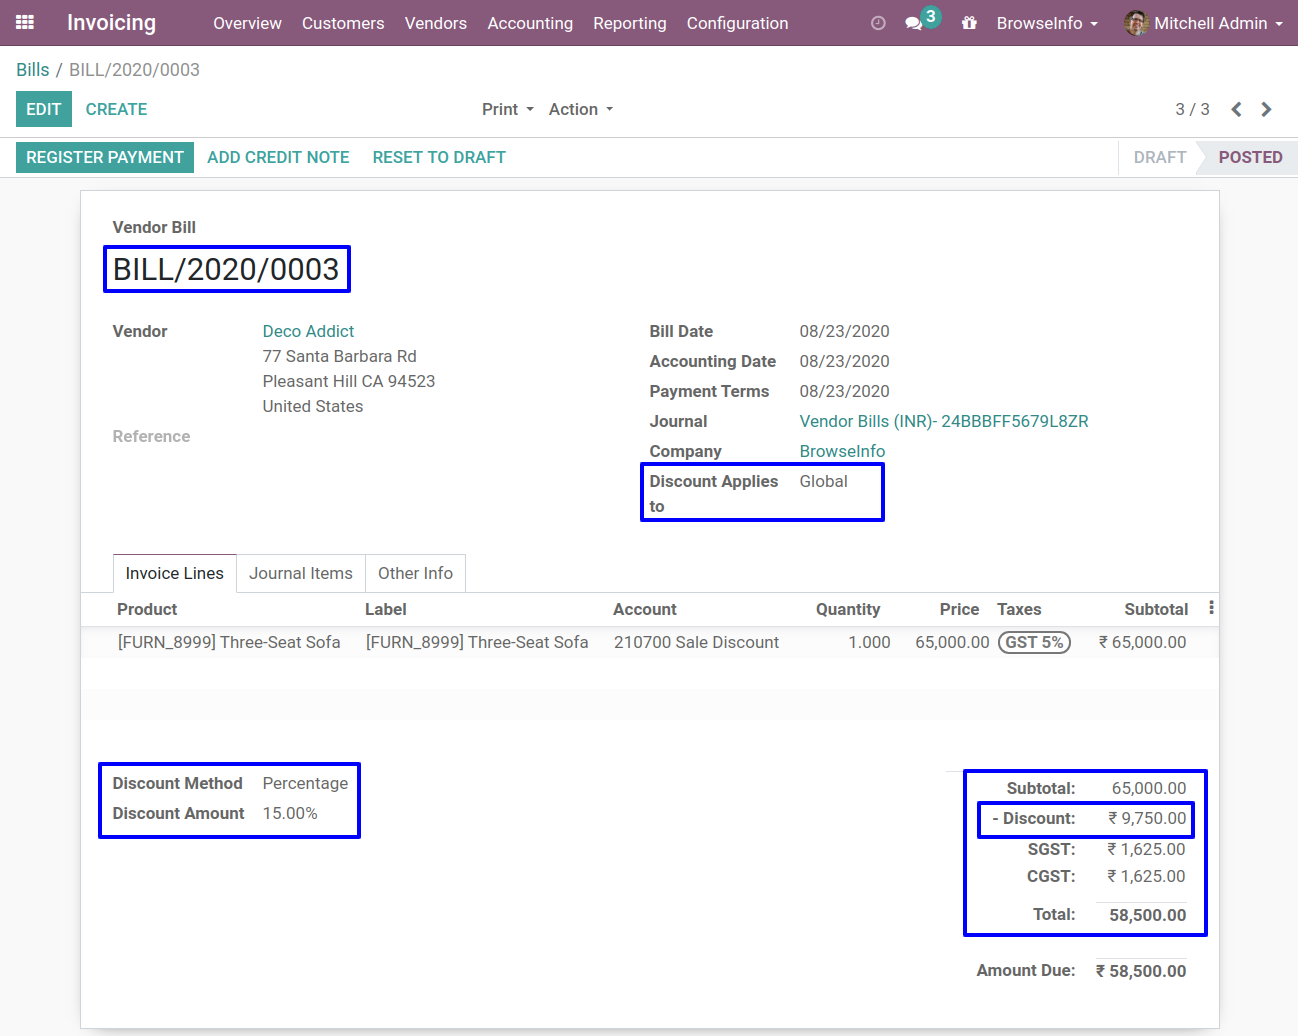 Invoicing Overview Customers Vendors Accounting Reporting Configuration 3 BrowseInfo Mitchell Admin
Bills / BILL/2020/0003
EDIT CREATE Print Action 3 / 3
REGISTER PAYMENT ADD CREDIT NOTE RESET TO DRAFT DRAFT POSTED
Vendor Bill
BILL/2020/0003
Vendor Deco Addict
77 Santa Barbara Rd
Pleasant Hill CA 94523
United States
Reference
Bill Date 08/23/2020
Accounting Date 08/23/2020
Payment Terms 08/23/2020
Journal Vendor Bills (INR)- 24BBBFF5679L8ZR
Company BrowseInfo
Discount Applies Global
to
Invoice Lines Journal Items Other Info
Product Label Account Quantity Price Taxes Subtotal
[FURN_8999] Three-Seat Sofa [FURN_8999] Three-Seat Sofa 210700 Sale Discount 1.000 65,000.00 GST 5% ₹ 65,000.00
Discount Method Percentage
Discount Amount 15.00%
Subtotal: 65,000.00
- Discount: ₹ 9,750.00
SGST: ₹ 1,625.00
CGST: ₹ 1,625.00
Total: 58,500.00
Amount Due: ₹ 58,500.00